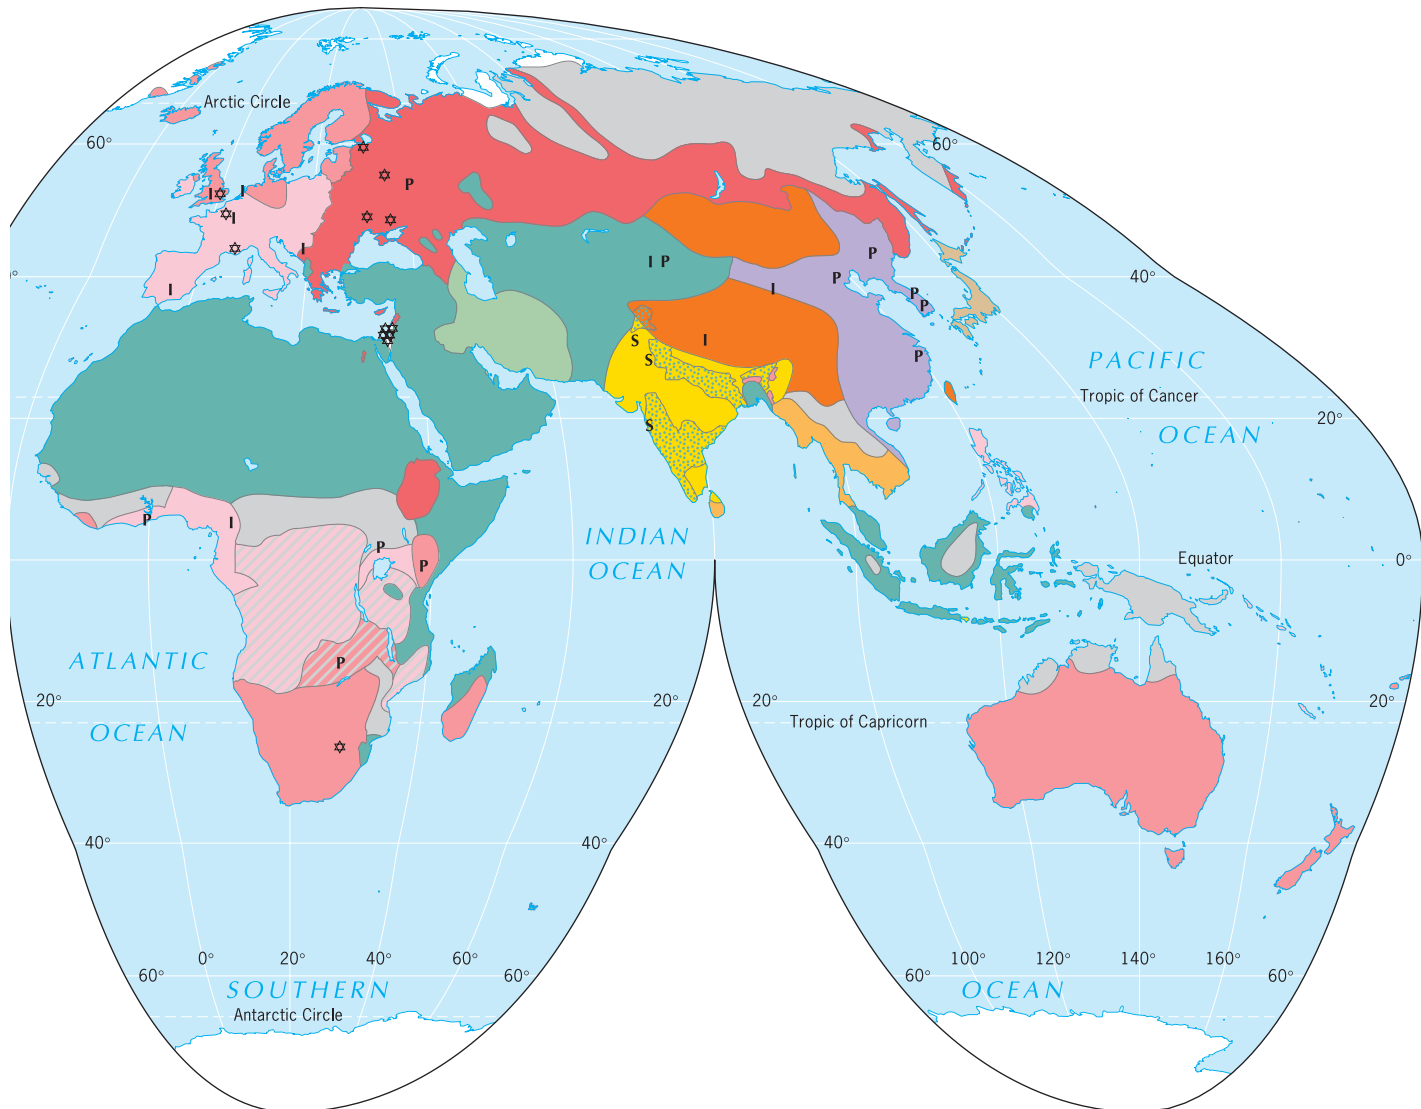 Arctic Circle
60°
60°
I
I
I
P
I
I
P
I
P
P
P
P
P
I
P
I
S
S
S
0°
40°
PACIFIC
Tropic of Cancer
OCEAN
20°
P
I
P
P
P
INDIAN
OCEAN
Equator
0°
ATLANTIC
OCEAN
20°
20°
20°
20°
Tropic of Capricorn
40°
40°
40°
60°
0°
20°
40°
60°
60°
60°
100°
120°
140°
160°
60°
SOUTHERN
OCEAN
Antarctic Circle